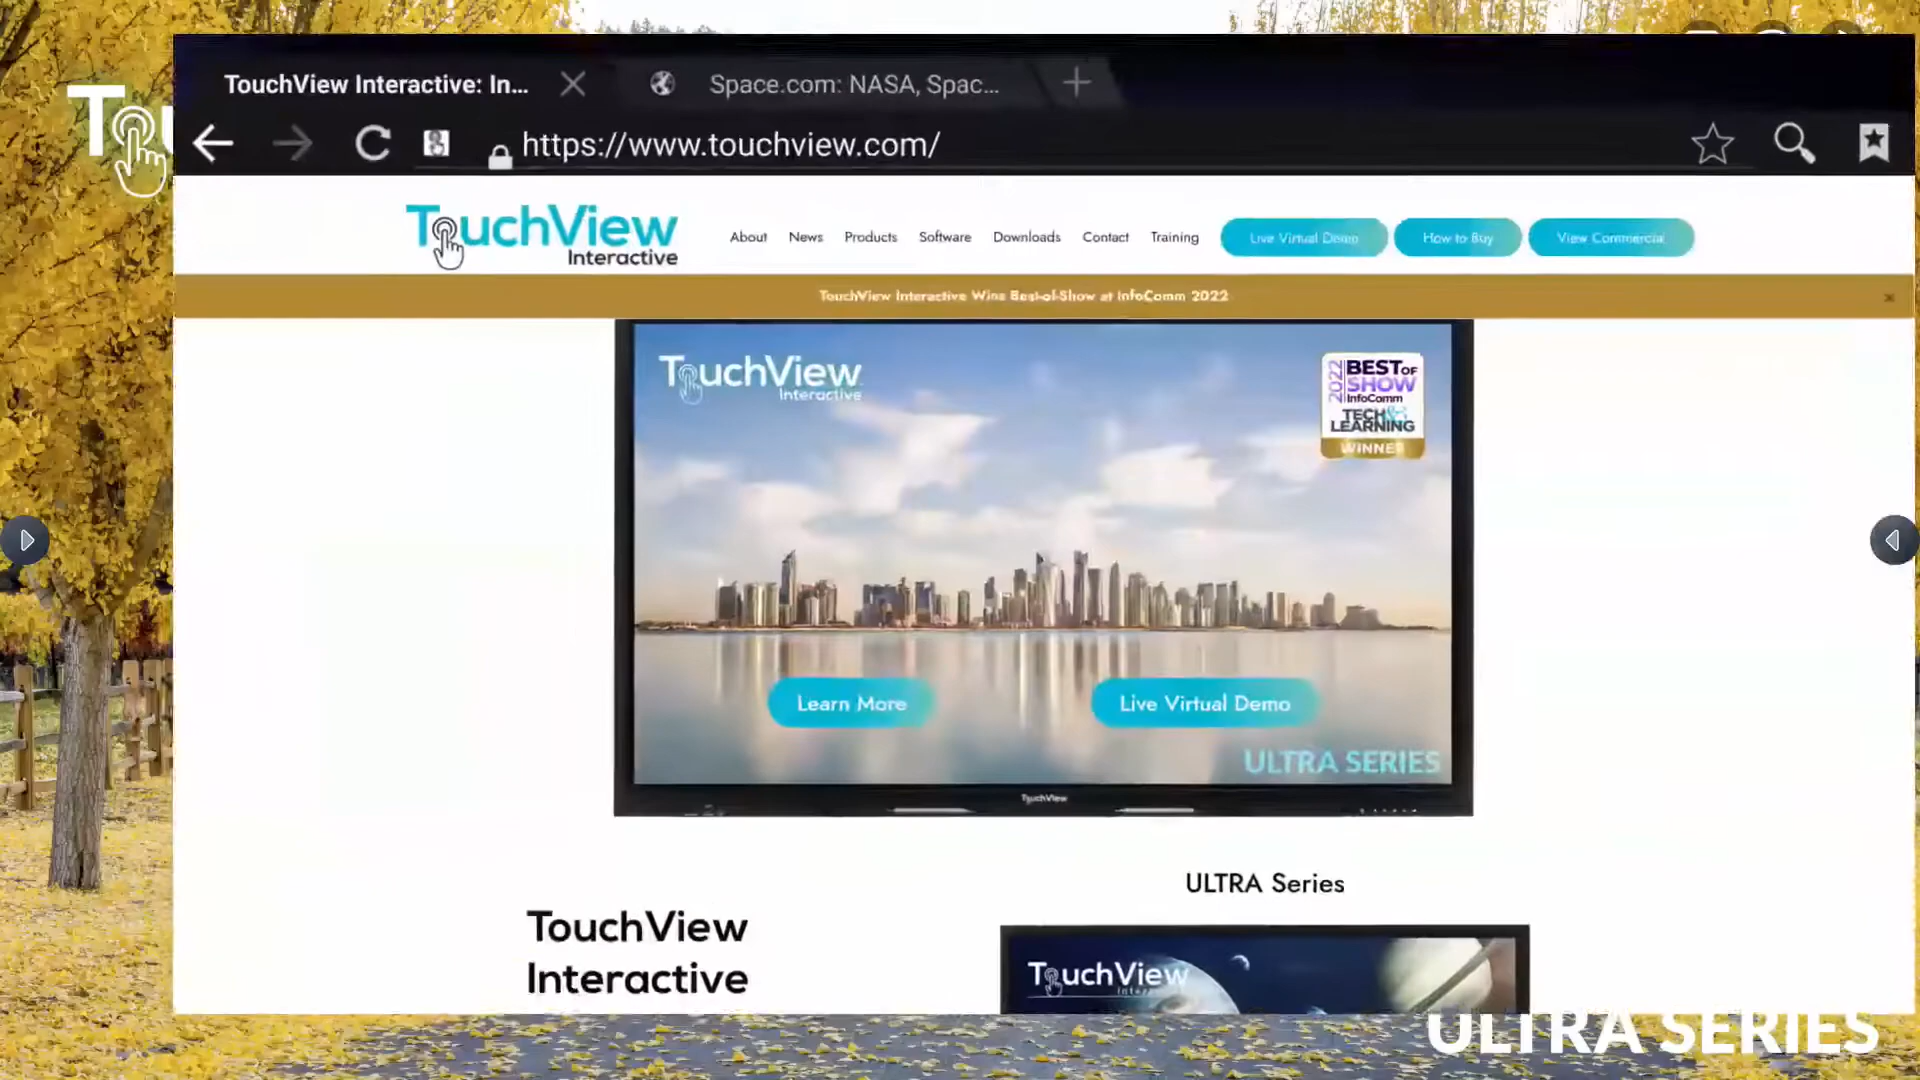 TouchView Interactive: In...
Space.com: NASA, Spac...
Tou
https://www.touchview.com/
TouchView
Interactive
About
News
Products
Software
Downloads
Contact
Training
Live Virtual Demo
How to Buy
View Commercial
TouchView Interactive Wins Best-of-Show at InfoComm 2022
TouchView
Interactive
2022
BEST OF
SHOW
InfoComm
TECH&
LEARNING
WINNER
Learn More
Live Virtual Demo
ULTRA SERIES
TouchView
ULTRA Series
TouchView
Interactive
TouchView
ULTRA SERIES